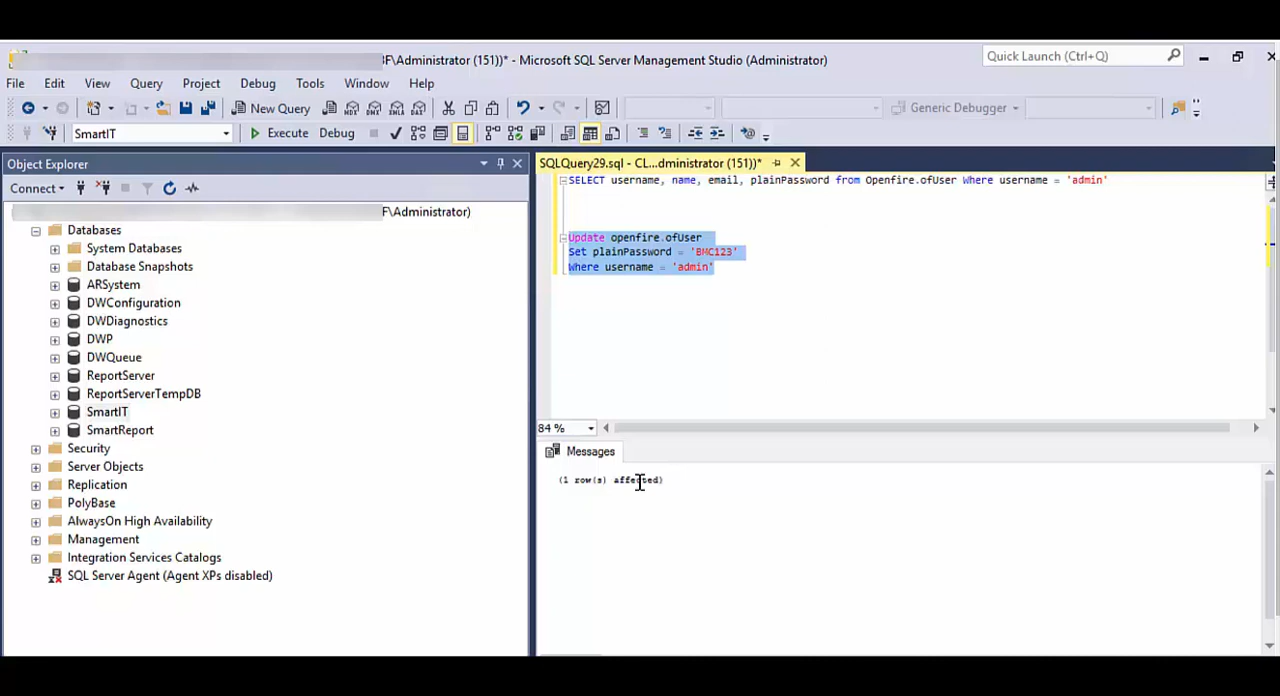 F\Administrator (151))* - Microsoft SQL Server Management Studio (Administrator)
Quick Launch (Ctrl+Q)
File Edit View Query Project Debug Tools Window Help
New Query
Generic Debugger
SmartIT
Execute Debug
Object Explorer
SQLQuery29.sql - CL...dministrator (151))*
Connect
F\Administrator)
Databases
System Databases
Database Snapshots
ARSystem
DWConfiguration
DWDiagnostics
DWP
DWQueue
ReportServer
ReportServerTempDB
SmartIT
SmartReport
Security
Server Objects
Replication
PolyBase
AlwaysOn High Availability
Management
Integration Services Catalogs
SQL Server Agent (Agent XPs disabled)
SELECT username, name, email, plainPassword from Openfire.ofUser Where username = 'admin'
Update openfire.ofUser
Set plainPassword = 'BMC123'
Where username = 'admin'
84 %
Messages
(1 row(s) affected)